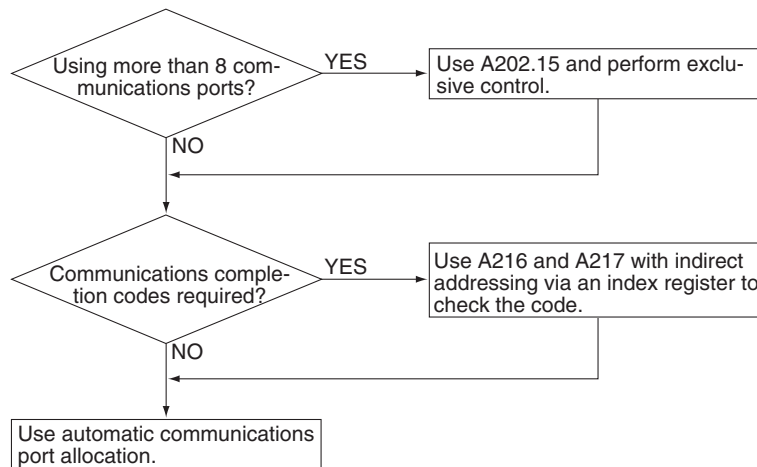 Using more than 8 com-
munications ports?
YES
Use A202.15 and perform exclu-
sive control.
NO
Communications comple-
tion codes required?
YES
Use A216 and A217 with indirect
addressing via an index register to
check the code.
NO
Use automatic communications
port allocation.